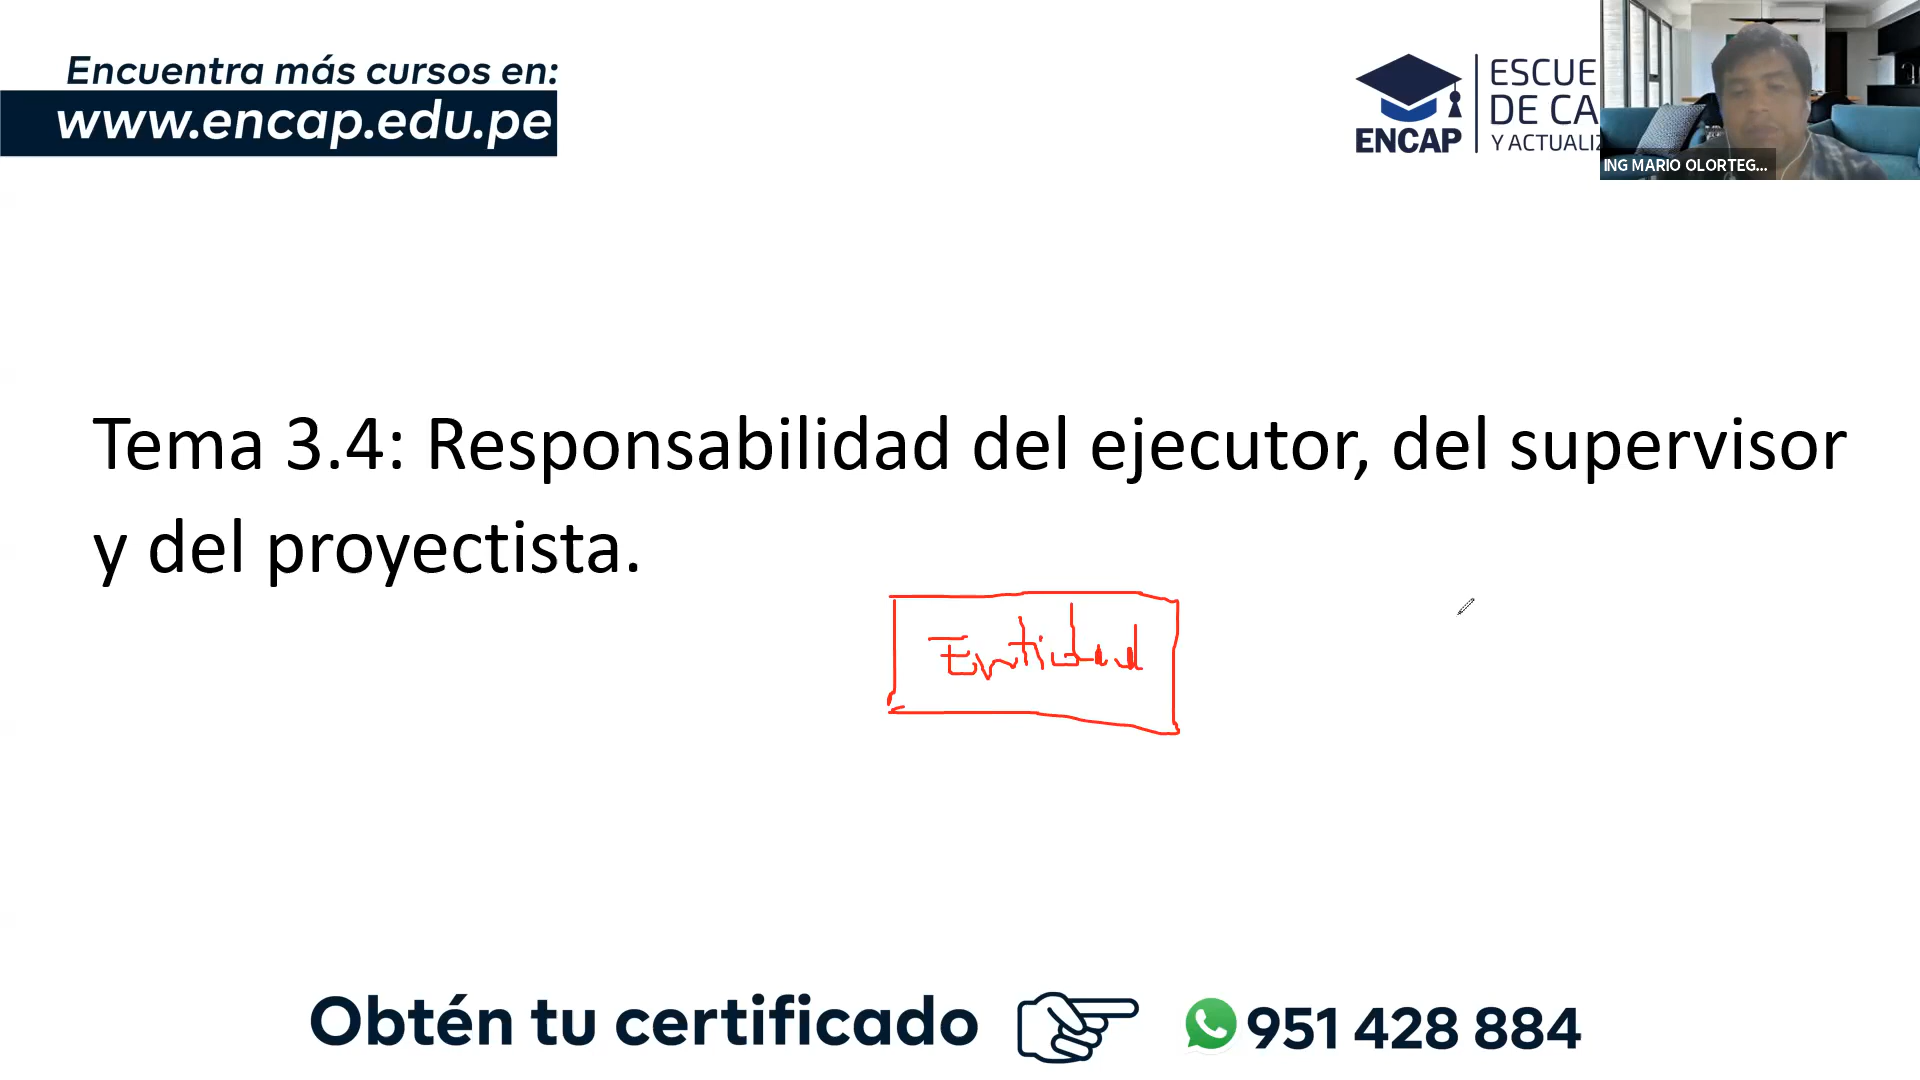 Encuentra más cursos en:
www.encap.edu.pe
ENCAP
ESCUE
DE CA
Y ACTUALIZ
ING MARIO OLORTEG...
Tema 3.4: Responsabilidad del ejecutor, del supervisor
y del proyectista.
Entidad
Obtén tu certificado
951 428 884